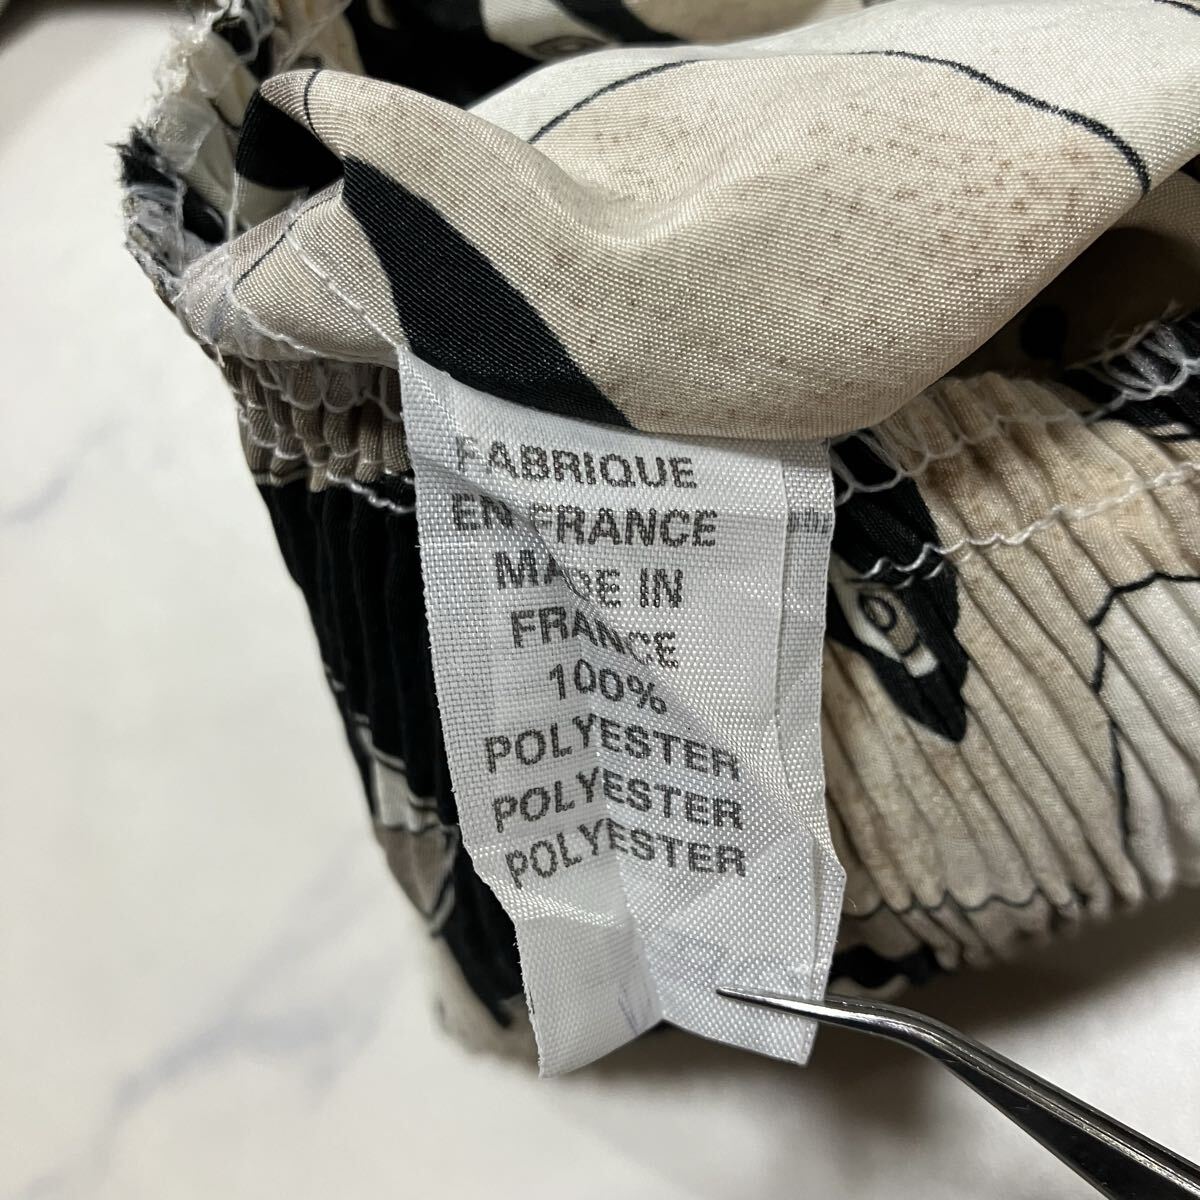 FABRIQUE
EN FRANCE
MADE IN
FRANCE
100%
POLYESTER
POLYESTER
POLYESTER